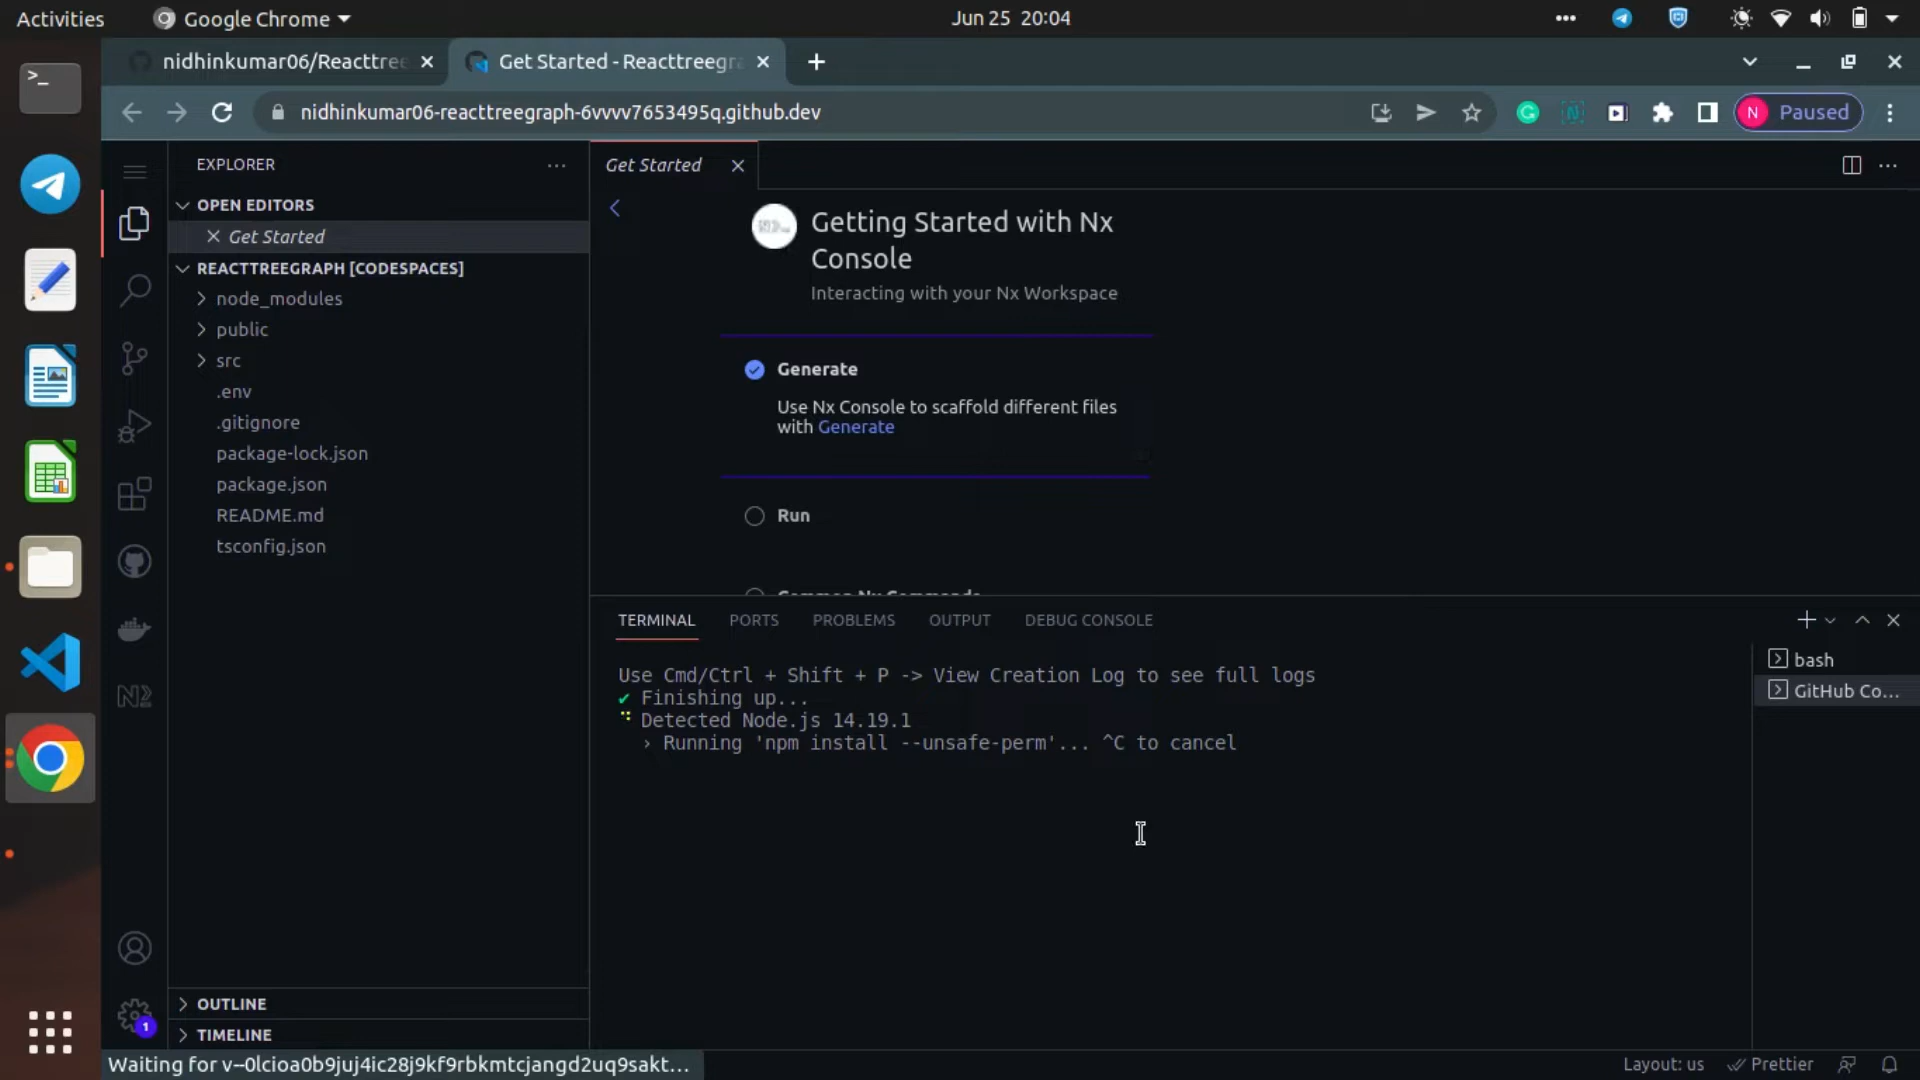 Activities
Google Chrome
Jun 25 20:04
nidhinkumar06/Reacttree
Get Started - Reacttreegr
nidhinkumar06-reacttreegraph-6vvvv7653495q.github.dev
N Paused
EXPLORER
OPEN EDITORS
Get Started
REACTTREEGRAPH [CODESPACES]
node_modules
public
src
.env
.gitignore
package-lock.json
package.json
README.md
tsconfig.json
OUTLINE
TIMELINE
1
Get Started
Getting Started with Nx
Console
Interacting with your Nx Workspace
Generate
Use Nx Console to scaffold different files
with Generate
Run
Common Nx Commands
TERMINAL PORTS PROBLEMS OUTPUT DEBUG CONSOLE
Use Cmd/Ctrl + Shift + P -> View Creation Log to see full logs
✔ Finishing up...
Detected Node.js 14.19.1
› Running 'npm install --unsafe-perm'... ^C to cancel
bash
GitHub Co...
Waiting for v--0lcioa0b9juj4ic28j9kf9rbkmtcjangd2uq9sakt...
Layout: us
Prettier